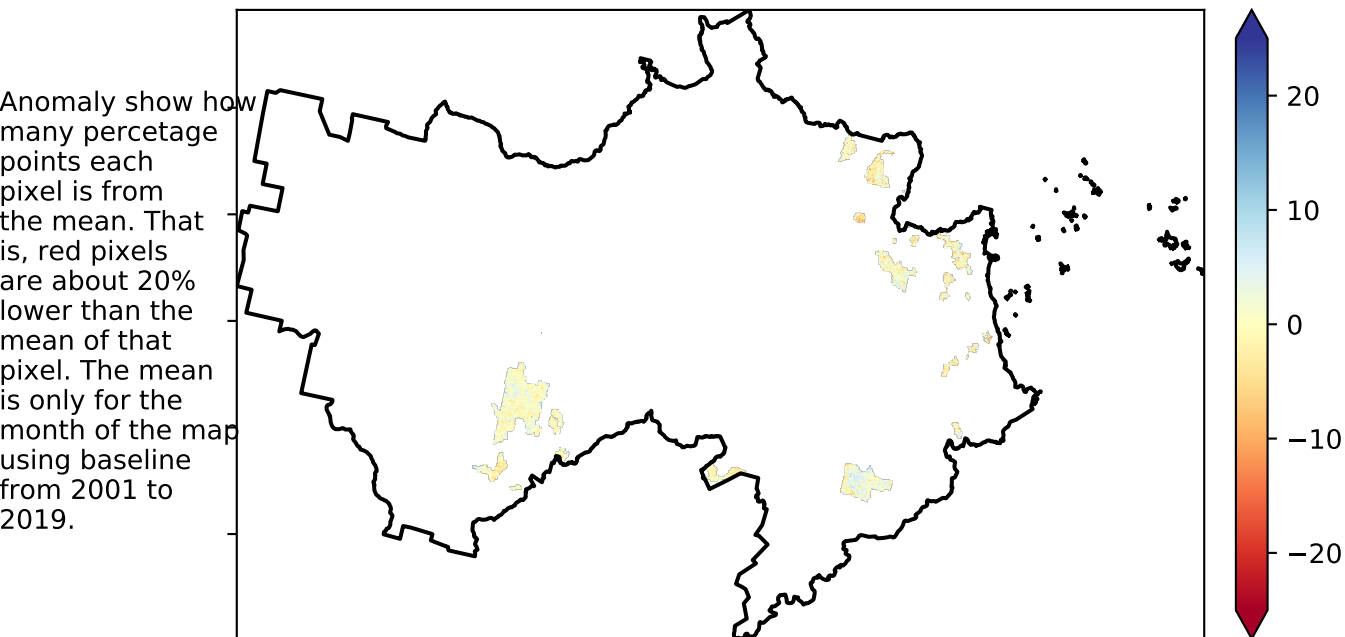 Anomaly show how
many percetage
points each
pixel is from
the mean. That
is, red pixels
are about 20%
lower than the
mean of that
pixel. The mean
is only for the
month of the map
using baseline
from 2001 to
2019.
20
10
0
−10
−20